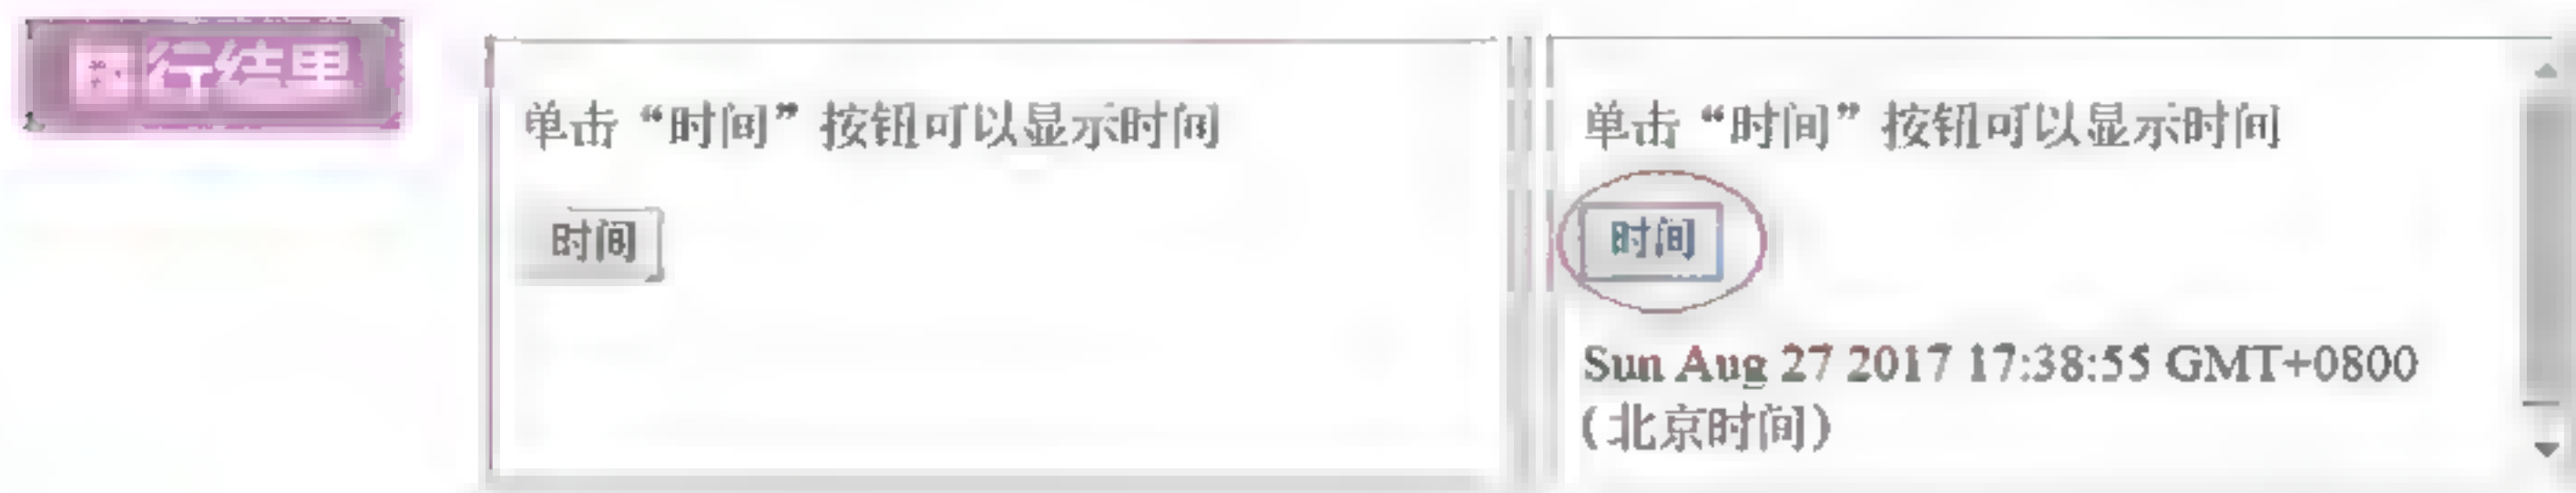 行结果
单击“时间”按钮可以显示时间
时间
单击“时间”按钮可以显示时间
时间
Sun Aug 27 2017 17:38:55 GMT+0800
(北京时间)